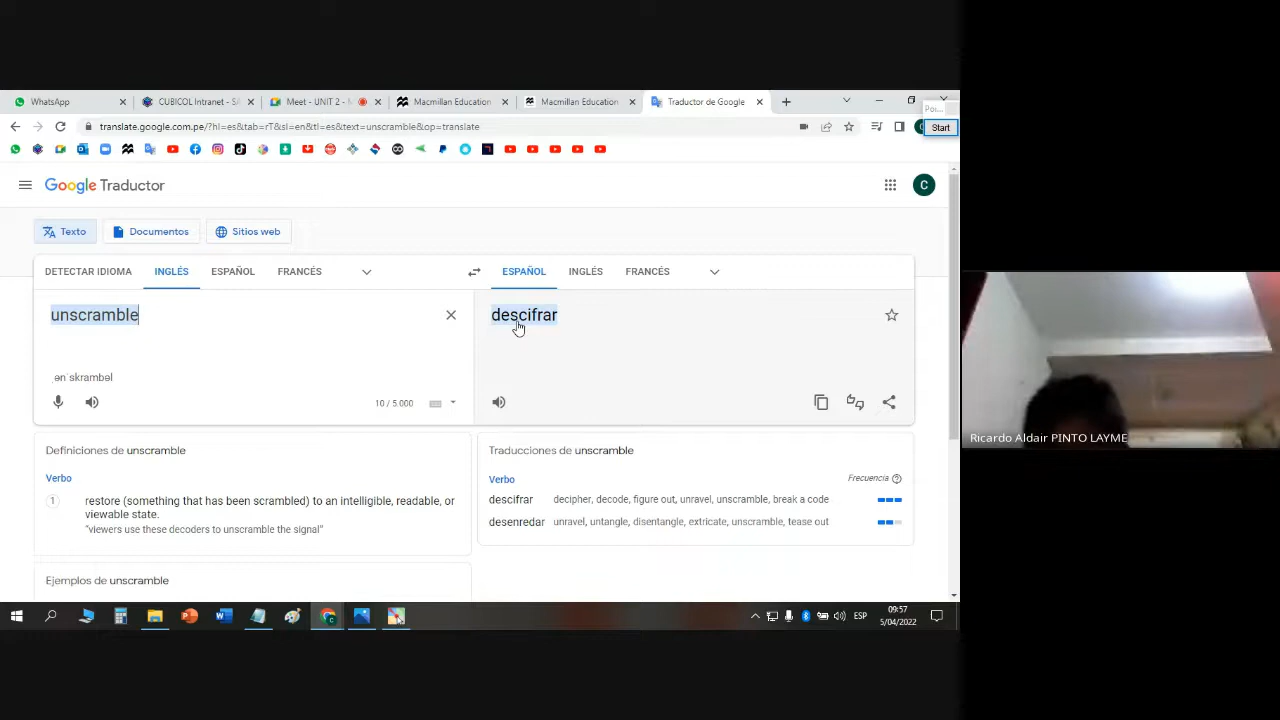 WhatsApp
CUBICOL Intranet - S/
Meet - UNIT 2 -
Macmillan Education
Macmillan Education
Traductor de Google
Start
translate.google.com.pe/?hl=es&tab=rT&sl=en&tl=es&text=unscramble&op=translate
Google Traductor
C
Texto
Documentos
Sitios web
DETECTAR IDIOMA
INGLÉS
ESPAÑOL
FRANCÉS
ESPAÑOL
INGLÉS
FRANCÉS
unscramble
descifrar
ˌənˈskrambəl
10 / 5.000
Definiciones de unscramble
Verbo
1
restore (something that has been scrambled) to an intelligible, readable, or
viewable state.
"viewers use these decoders to unscramble the signal"
Ejemplos de unscramble
Traducciones de unscramble
Verbo
Frecuencia
descifrar decipher, decode, figure out, unravel, unscramble, break a code
desenredar unravel, untangle, disentangle, extricate, unscramble, tease out
Ricardo Aldair PINTO LAYME
ESP
09:57
5/04/2022